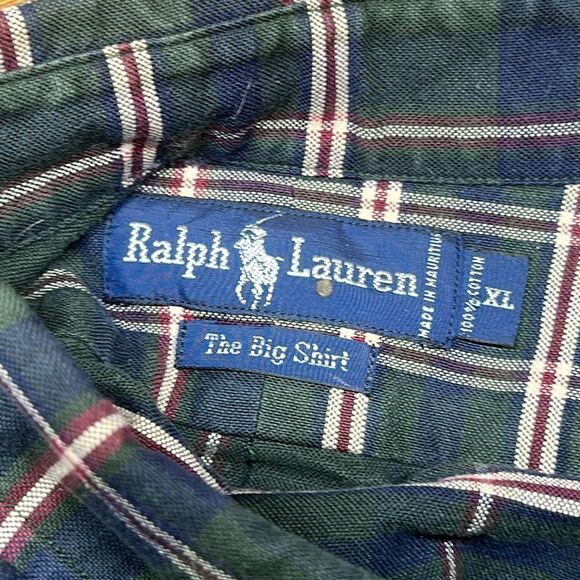 Ralph Lauren
MADE IN MAURITIUS
100% COTTON
XL
The Big Shirt